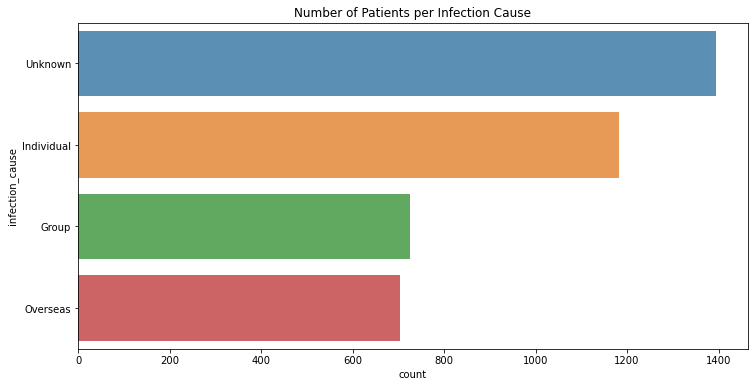 Number of Patients per Infection Cause
infection_cause
Unknown
Individual
Group
Overseas
0 200 400 600 800 1000 1200 1400
count